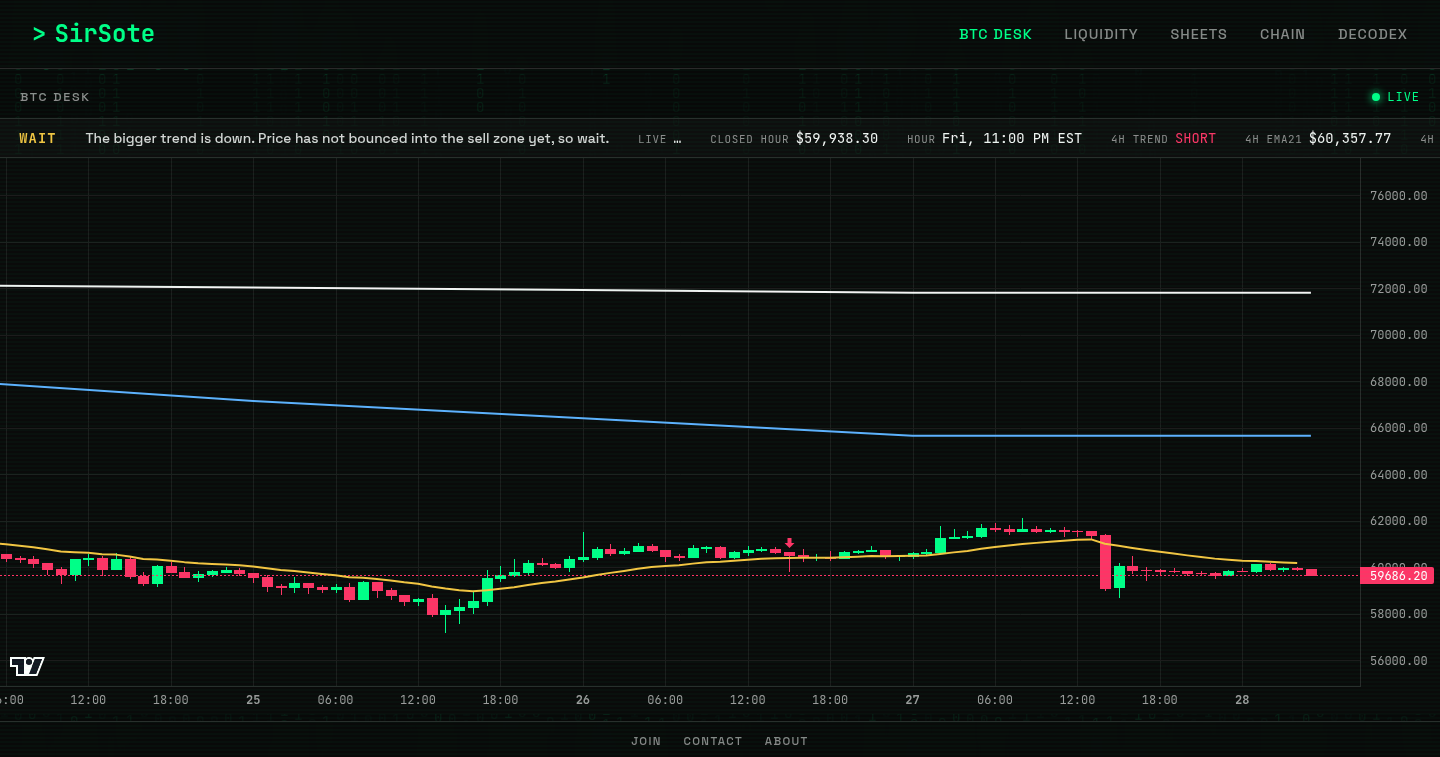 > SirSote
BTC DESK LIQUIDITY SHEETS CHAIN DECODEX
BTC DESK
LIVE
WAIT The bigger trend is down. Price has not bounced into the sell zone yet, so wait. LIVE … CLOSED HOUR $59,938.30 HOUR Fri, 11:00 PM EST 4H TREND SHORT 4H EMA21 $60,357.77 4H
76000.00
74000.00
72000.00
70000.00
68000.00
66000.00
64000.00
62000.00
59686.20
58000.00
56000.00
:00 12:00 18:00 25 06:00 12:00 18:00 26 06:00 12:00 18:00 27 06:00 12:00 18:00 28
JOIN CONTACT ABOUT